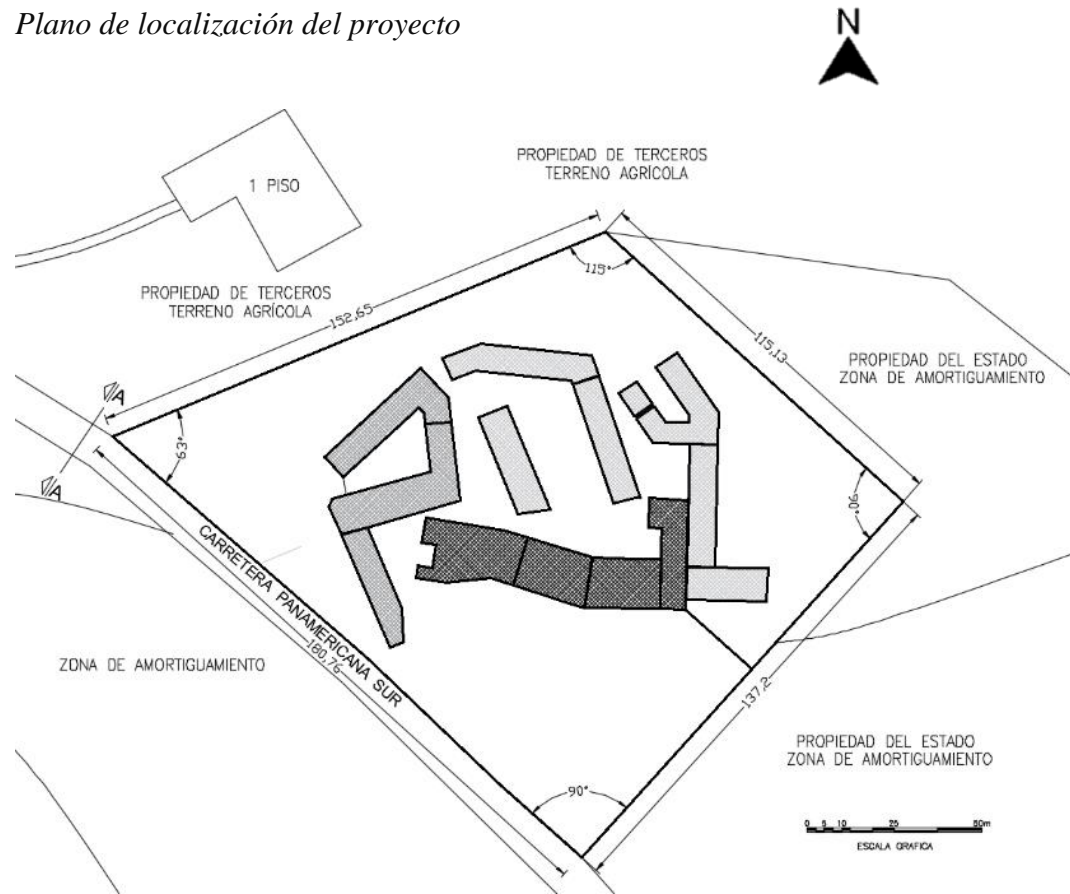 Plano de localización del proyecto
N
PROPIEDAD DE TERCEROS
TERRENO AGRÍCOLA
1 PISO
115°
PROPIEDAD DE TERCEROS
TERRENO AGRÍCOLA
152,65
115,13
PROPIEDAD DEL ESTADO
ZONA DE AMORTIGUAMIENTO
A
63°
A
90°
CARRETERA PANAMERICANA SUR
180,76
ZONA DE AMORTIGUAMIENTO
137,2
PROPIEDAD DEL ESTADO
ZONA DE AMORTIGUAMIENTO
90°
0 5 10 25 50m
ESCALA GRAFICA